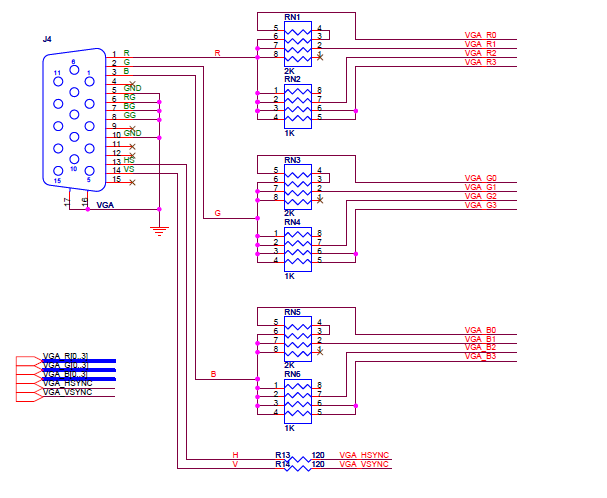 J4
1 R
2 G
3 B
4
5 GND
6 RG
7 BG
8 GG
9
10 GND
11
12
13 HS
14 VS
15
6
11 1
15 10 5
17 16 VGA
R
G
B
RN1
5 4
6 3
7 2
8 1
2K
RN2
1 8
2 7
3 6
4 5
1K
VGA_R0
VGA_R1
VGA_R2
VGA_R3
RN3
5 4
6 3
7 2
8 1
2K
RN4
1 8
2 7
3 6
4 5
1K
VGA_G0
VGA_G1
VGA_G2
VGA_G3
RN5
5 4
6 3
7 2
8 1
2K
RN6
1 8
2 7
3 6
4 5
1K
VGA_B0
VGA_B1
VGA_B2
VGA_B3
VGA_R[0..3]
VGA_G[0..3]
VGA_B[0..3]
VGA_HSYNC
VGA_VSYNC
H R13 120 VGA_HSYNC
V R14 120 VGA_VSYNC